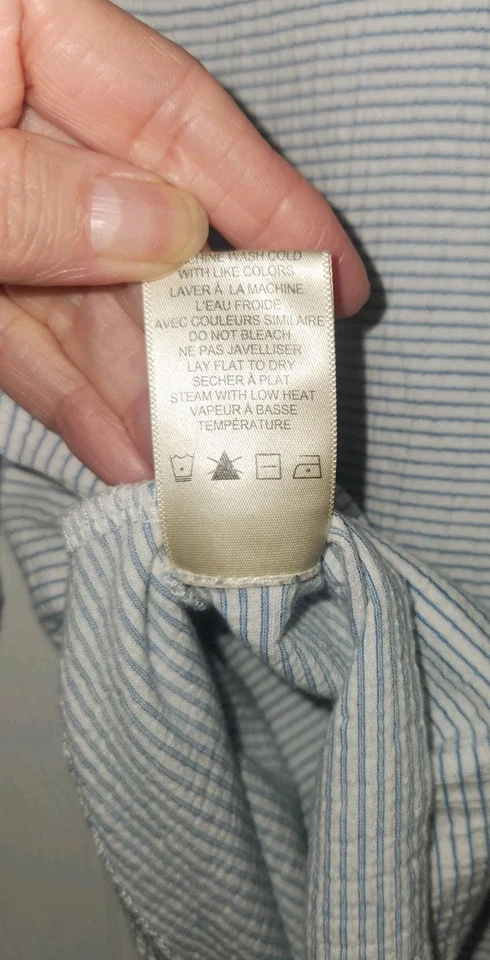 WASH COLD
WITH LIKE COLORS
LAVER À LA MACHINE
L'EAU FROIDE
AVEC COULEURS SIMILAIRE
DO NOT BLEACH
NE PAS JAVELLISER
LAY FLAT TO DRY
SECHER À PLAT
STEAM WITH LOW HEAT
VAPEUR À BASSE
TEMPÉRATURE